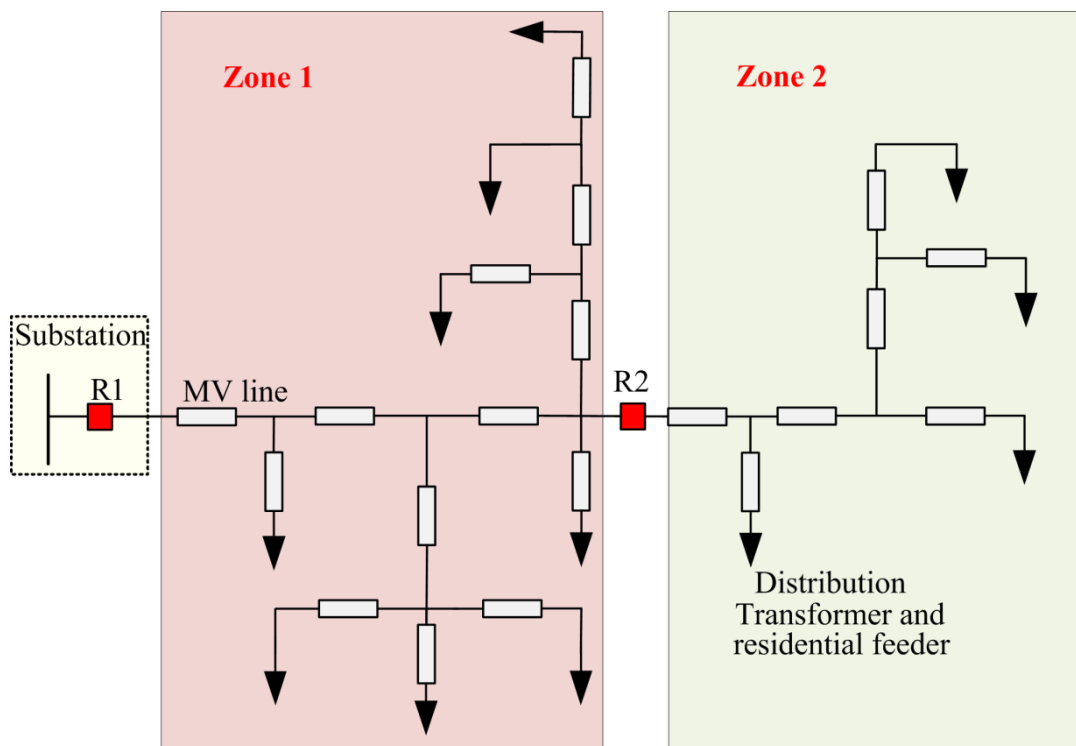 Zone 1
Zone 2
Substation
R1
MV line
R2
Distribution
Transformer and
residential feeder